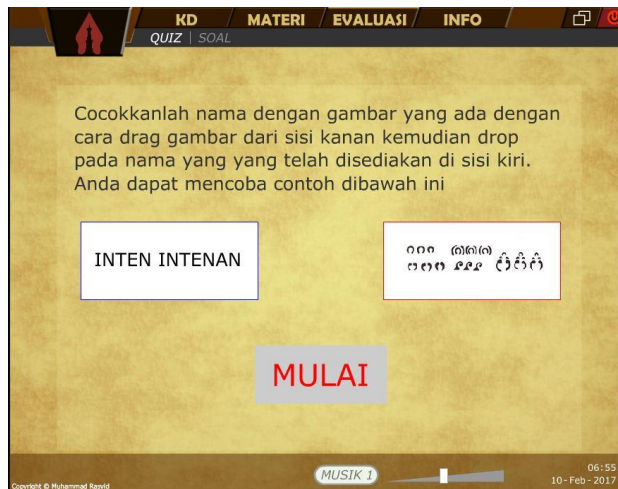 KD MATERI EVALUASI INFO
QUIZ | SOAL
Cocokkanlah nama dengan gambar yang ada dengan
cara drag gambar dari sisi kanan kemudian drop
pada nama yang yang telah disediakan di sisi kiri.
Anda dapat mencoba contoh dibawah ini
INTEN INTENAN
MULAI
MUSIK 1
06:55
10-Feb-2017
Copyright © Muhammad Rasyid